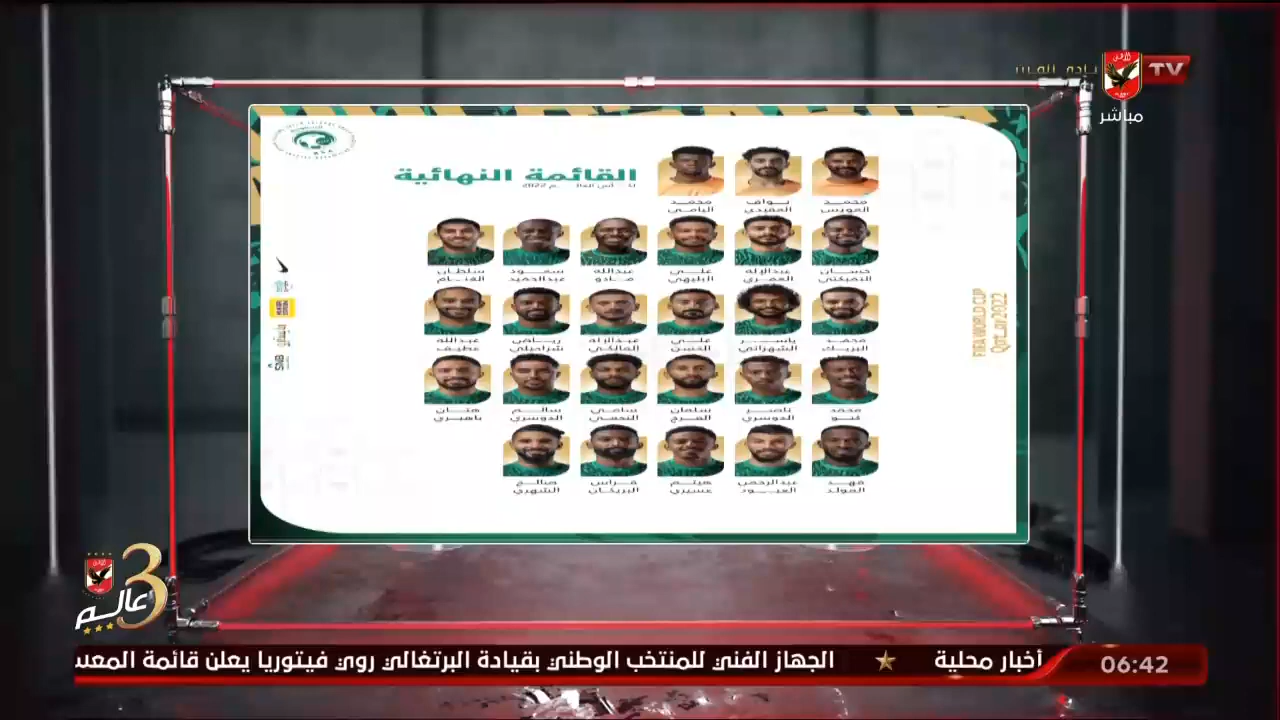 نادي القرن
TV
مباشر
القائمة النهائية
محمد العويس
نواف العقيدي
محمد اليامي
حسان التمبكتي
عبدالإله العمري
علي البليهي
عبدالله مادو
سعود عبدالحميد
سلطان الغنام
محمد البريك
ياسر الشهراني
علي الحسن
عبدالإله المالكي
رياض شراحيلي
عبدالله عطيف
محمد كنو
ناصر الدوسري
سلمان الفرج
سامي النجعي
سالم الدوسري
هتان باهبري
فهد المولد
عبدالرحمن العبود
هيثم عسيري
فراس البريكان
صالح الشهري
FIFA WORLD CUP
Qatar2022
SNB
3 عالم
أخبار محلية
الجهاز الفني للمنتخب الوطني بقيادة البرتغالي روي فيتوريا يعلن قائمة المعس
06:42